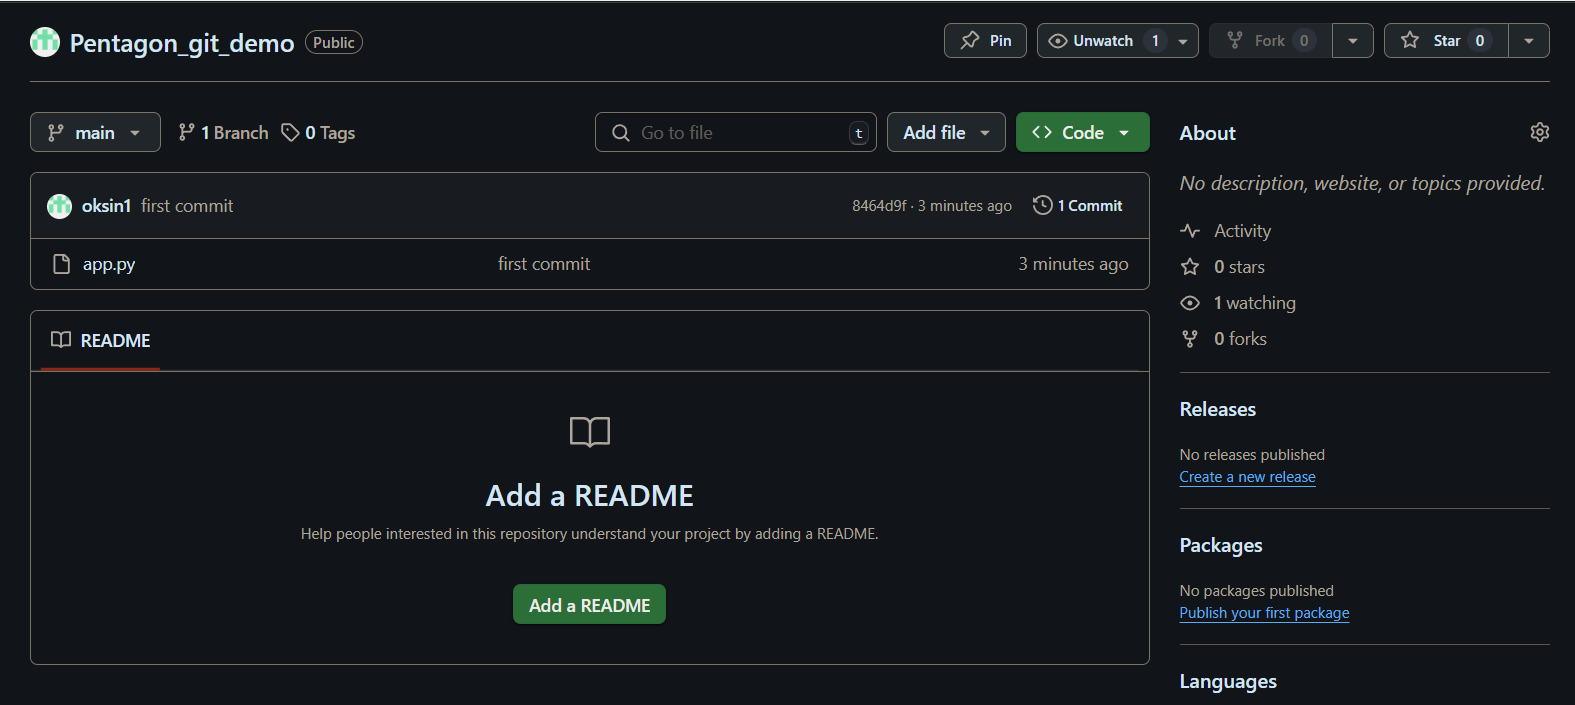 Pentagon_git_demo Public
Pin
Unwatch 1
Fork 0
Star 0
main
1 Branch
0 Tags
Go to file t
Add file
Code
oksin1 first commit
8464d9f · 3 minutes ago
1 Commit
app.py first commit 3 minutes ago
README
Add a README
Help people interested in this repository understand your project by adding a README.
Add a README
About
No description, website, or topics provided.
Activity
0 stars
1 watching
0 forks
Releases
No releases published
Create a new release
Packages
No packages published
Publish your first package
Languages